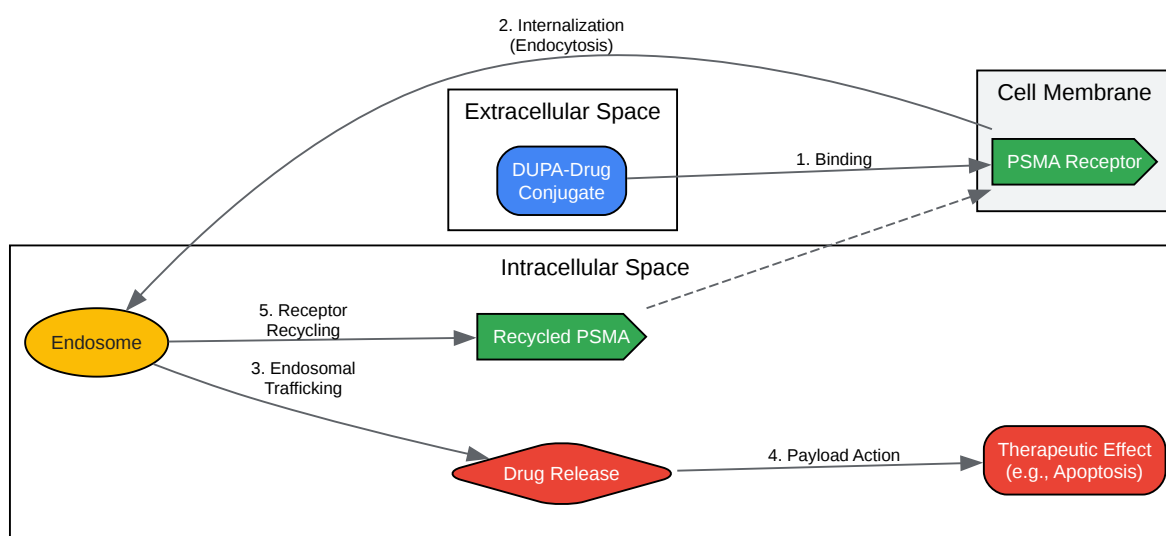 2. Internalization
(Endocytosis)
Cell Membrane
Extracellular Space
DUPA-Drug
Conjugate
1. Binding
PSMA Receptor
Intracellular Space
5. Receptor
Recycling
Endosome
Recycled PSMA
3. Endosomal
Trafficking
Drug Release
4. Payload Action
Therapeutic Effect
(e.g., Apoptosis)